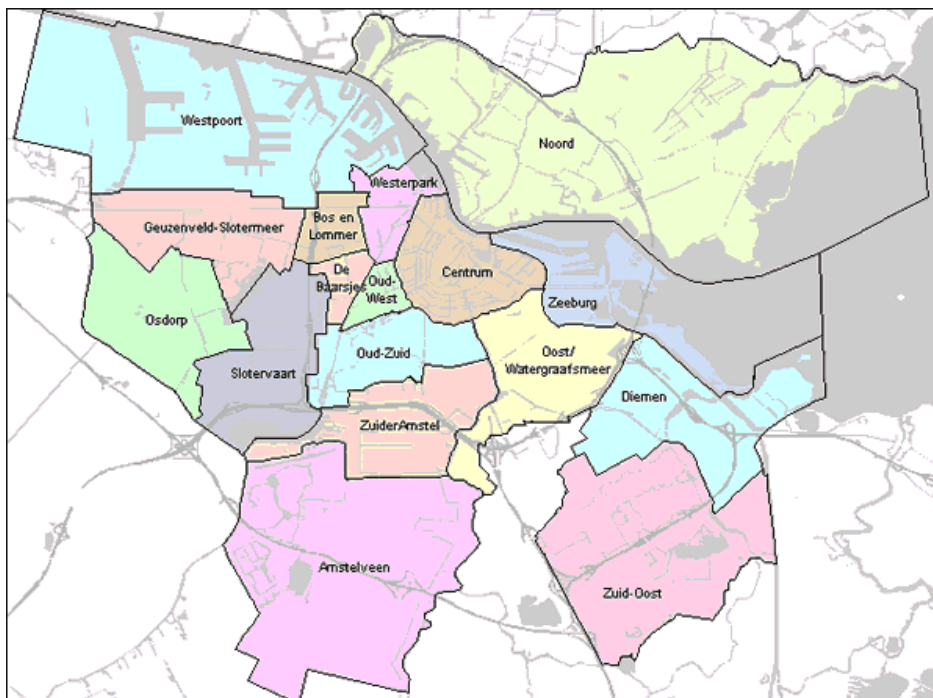 Westpoort
Noord
Westerpark
Geuzenveld-Slotermeer
Bos en
Lommer
De
Baarsjes
Oud-
West
Centrum
Zeeburg
Osdorp
Slotervaart
Oud-Zuid
Oost/
Watergraafsmeer
Diemen
ZuiderAmstel
Amstelveen
Zuid-Oost